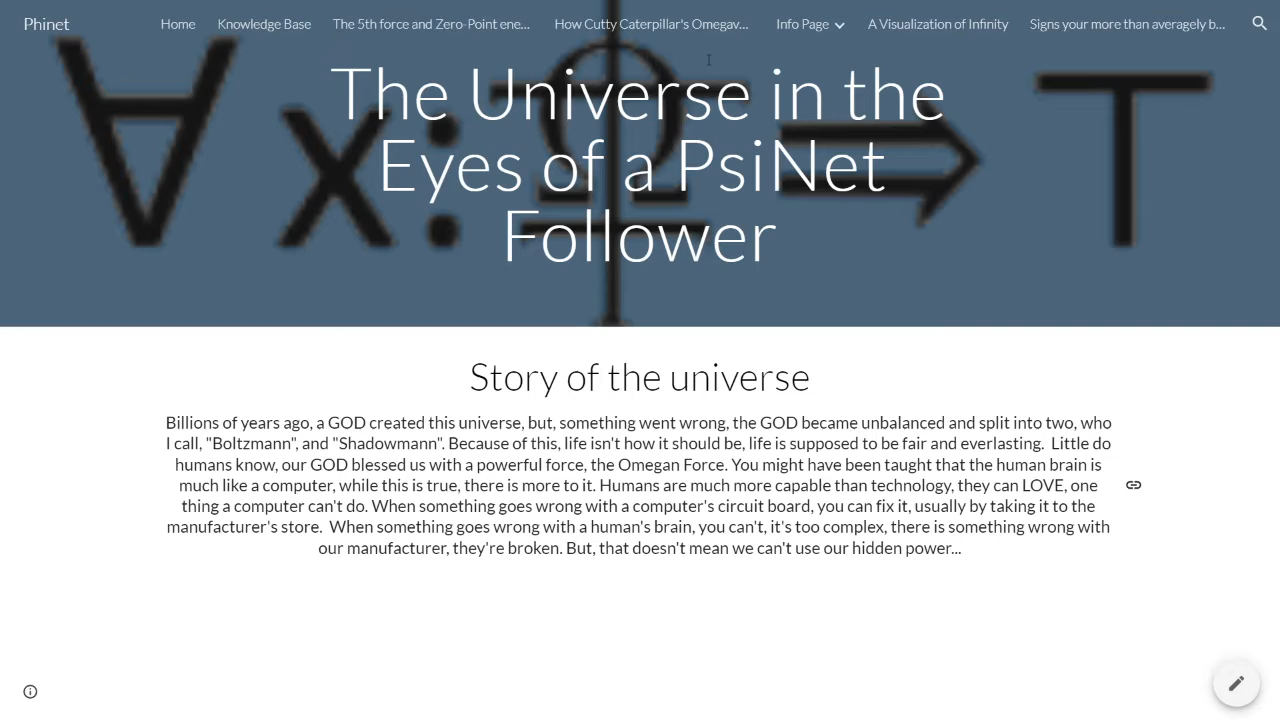 Phinet
Home
Knowledge Base
The 5th force and Zero-Point ene...
How Cutty Caterpillar's Omegav...
Info Page
A Visualization of Infinity
Signs your more than averagely b...
∀x:Ω⇒T
The Universe in the
Eyes of a PsiNet
Follower
Story of the universe
Billions of years ago, a GOD created this universe, but, something went wrong, the GOD became unbalanced and split into two, who
I call, "Boltzmann", and "Shadowmann". Because of this, life isn't how it should be, life is supposed to be fair and everlasting.  Little do
humans know, our GOD blessed us with a powerful force, the Omegan Force. You might have been taught that the human brain is
much like a computer, while this is true, there is more to it. Humans are much more capable than technology, they can LOVE, one
thing a computer can't do. When something goes wrong with a computer's circuit board, you can fix it, usually by taking it to the
manufacturer's store.  When something goes wrong with a human's brain, you can't, it's too complex, there is something wrong with
our manufacturer, they're broken. But, that doesn't mean we can't use our hidden power...